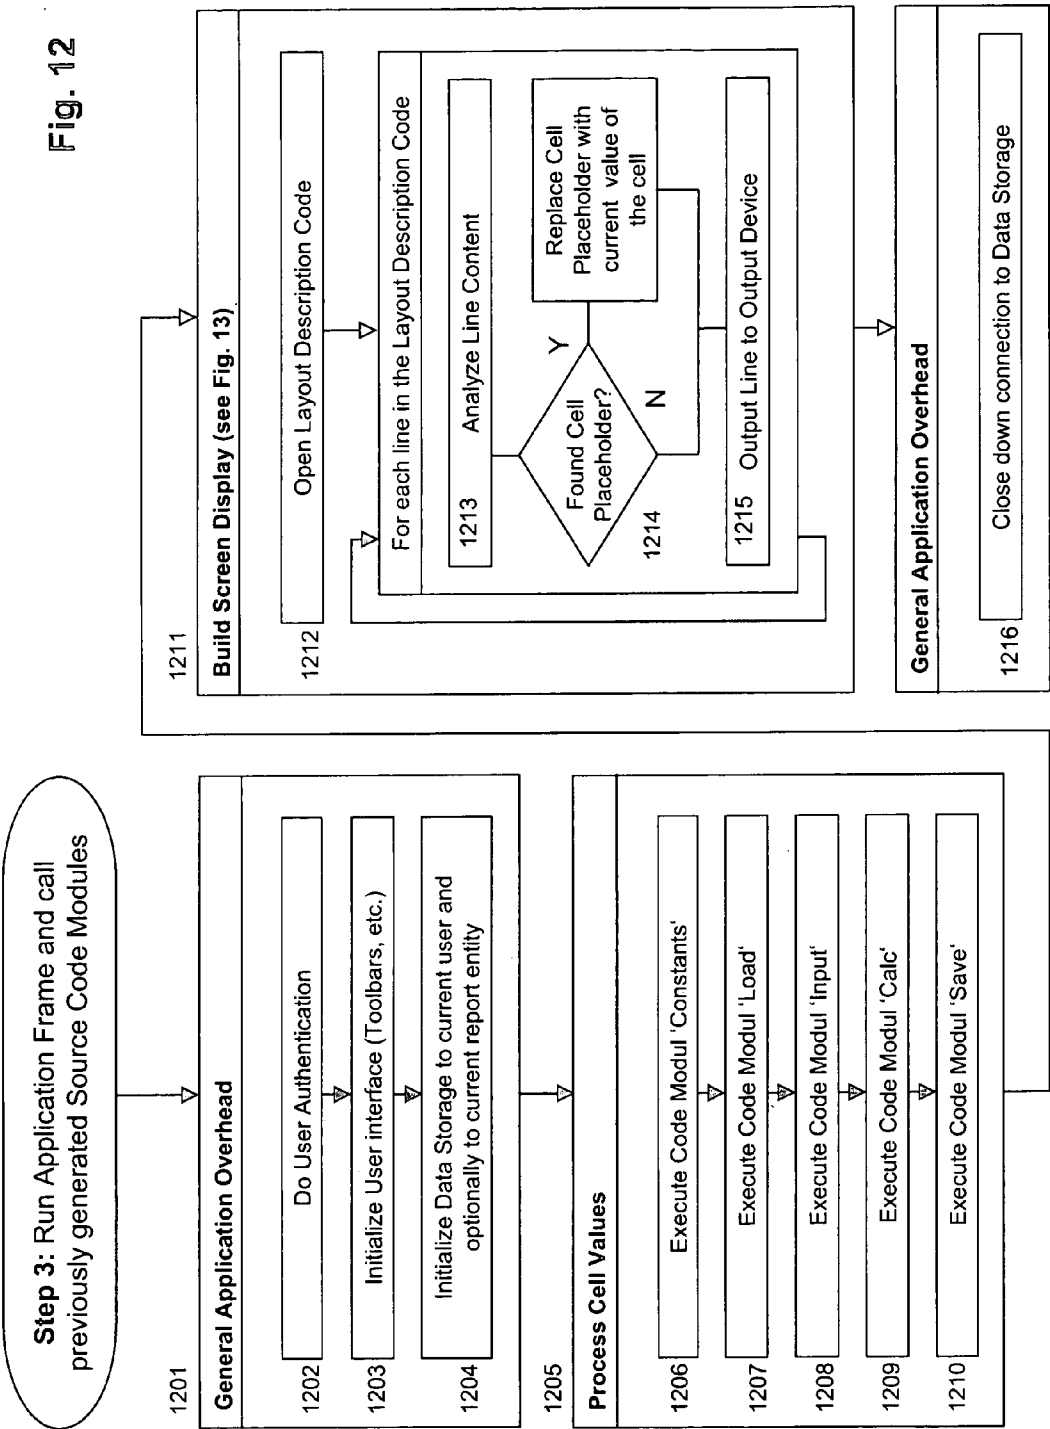 Fig. 12
Step 3: Run Application Frame and call
previously generated Source Code Modules
1201
General Application Overhead
1202
Do User Authentication
1203
Initialize User interface (Toolbars, etc.)
1204
Initialize Data Storage to current user and
optionally to current report entity
1205
Process Cell Values
1206
Execute Code Modul 'Constants'
1207
Execute Code Modul 'Load'
1208
Execute Code Modul 'Input'
1209
Execute Code Modul 'Calc'
1210
Execute Code Modul 'Save'
1211
Build Screen Display (see Fig. 13)
1212
Open Layout Description Code
For each line in the Layout Description Code
1213
Analyze Line Content
Found Cell
Placeholder?
Y
N
1214
Replace Cell
Placeholder with
current value of
the cell
1215
Output Line to Output Device
General Application Overhead
1216
Close down connection to Data Storage